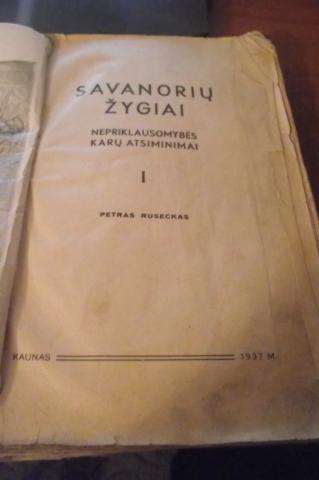 SAVANORIŲ
ŽYGIAI
NEPRIKLAUSOMYBĖS
KARŲ ATSIMINIMAI
I
PETRAS RUSECKAS
KAUNAS 1937 M.